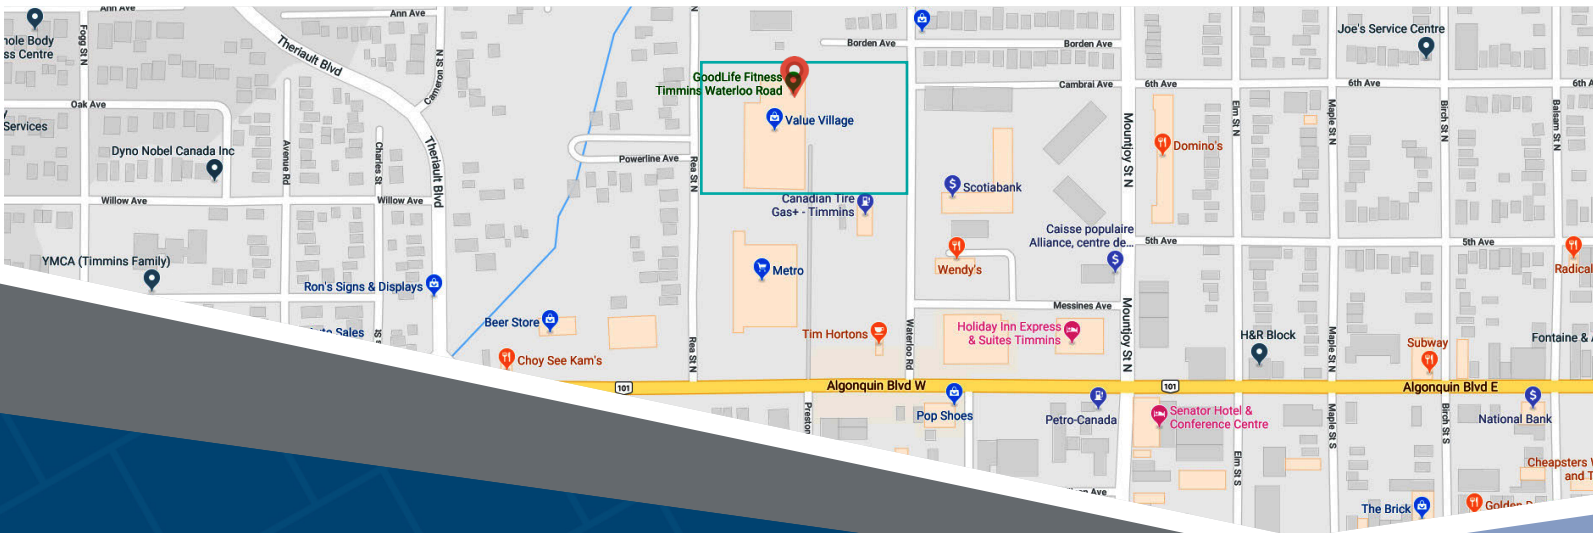 Ann Ave
Ann Ave
Fogg St N
Theriault Blvd
Cameron St N
Borden Ave
Borden Ave
Joe's Service Centre
GoodLife Fitness
Timmins Waterloo Road
Cambrai Ave
6th Ave
6th Ave
Oak Ave
Services
Value Village
Elm St N
Maple St N
Birch St N
Balsam St N
Dyno Nobel Canada Inc
Avenue Rd
Charles St
Theriault Blvd
Powerline Ave
Rea St N
Mountjoy St N
Domino's
Scotiabank
Willow Ave
Willow Ave
Canadian Tire
Gas+ - Timmins
Caisse populaire
Alliance, centre de...
5th Ave
5th Ave
YMCA (Timmins Family)
Metro
Wendy's
Radical
Ron's Signs & Displays
Messines Ave
Beer Store
Tim Hortons
Waterloo Rd
Holiday Inn Express
& Suites Timmins
Mountjoy St N
H&R Block
Maple St N
Birch St N
Fontaine &
Sales
Rea St N
Choy See Kam's
Subway
101
Algonquin Blvd W
101
Algonquin Blvd E
Preston
Pop Shoes
Petro-Canada
Senator Hotel &
Conference Centre
Maple St S
Birch St S
National Bank
Elm St S
Cheapsters
and
Ave
The Brick
Golden